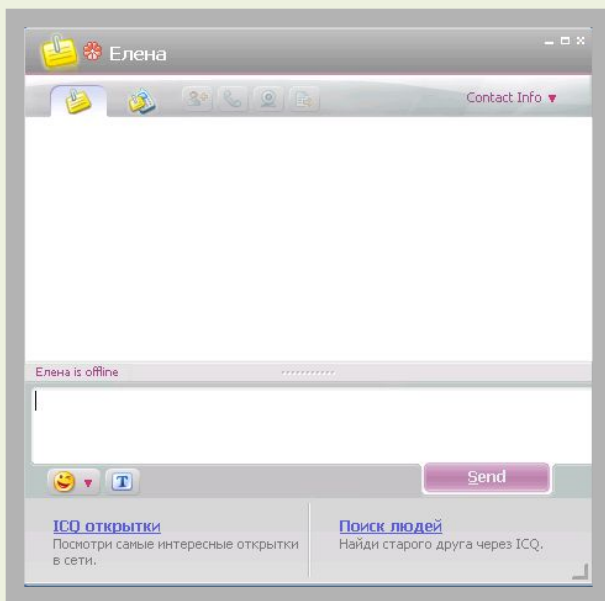 Елена
Contact Info
Елена is offline
T
Send
ICQ открытки
Посмотри самые интересные открытки
в сети.
Поиск людей
Найди старого друга через ICQ.